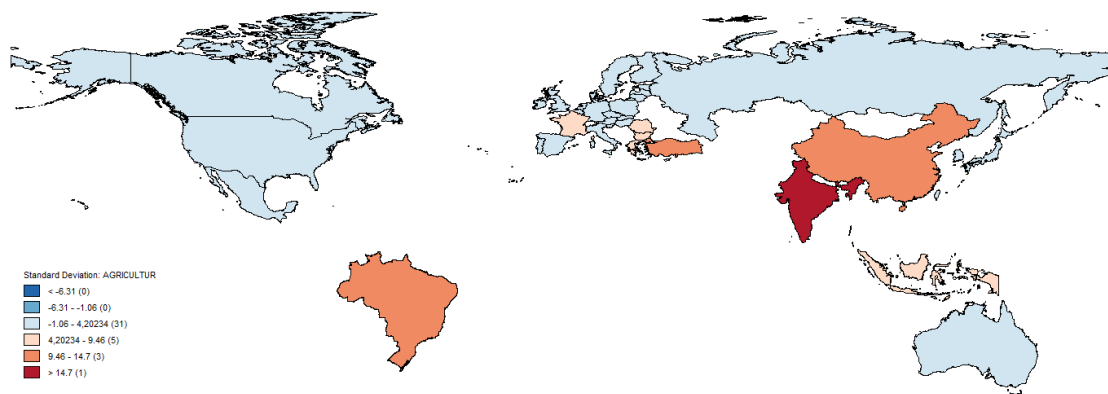 Standard Deviation: AGRICULTUR
< -6.31 (0)
-6.31 - -1.06 (0)
-1.06 - 4,20234 (31)
4,20234 - 9.46 (5)
9.46 - 14.7 (3)
> 14.7 (1)